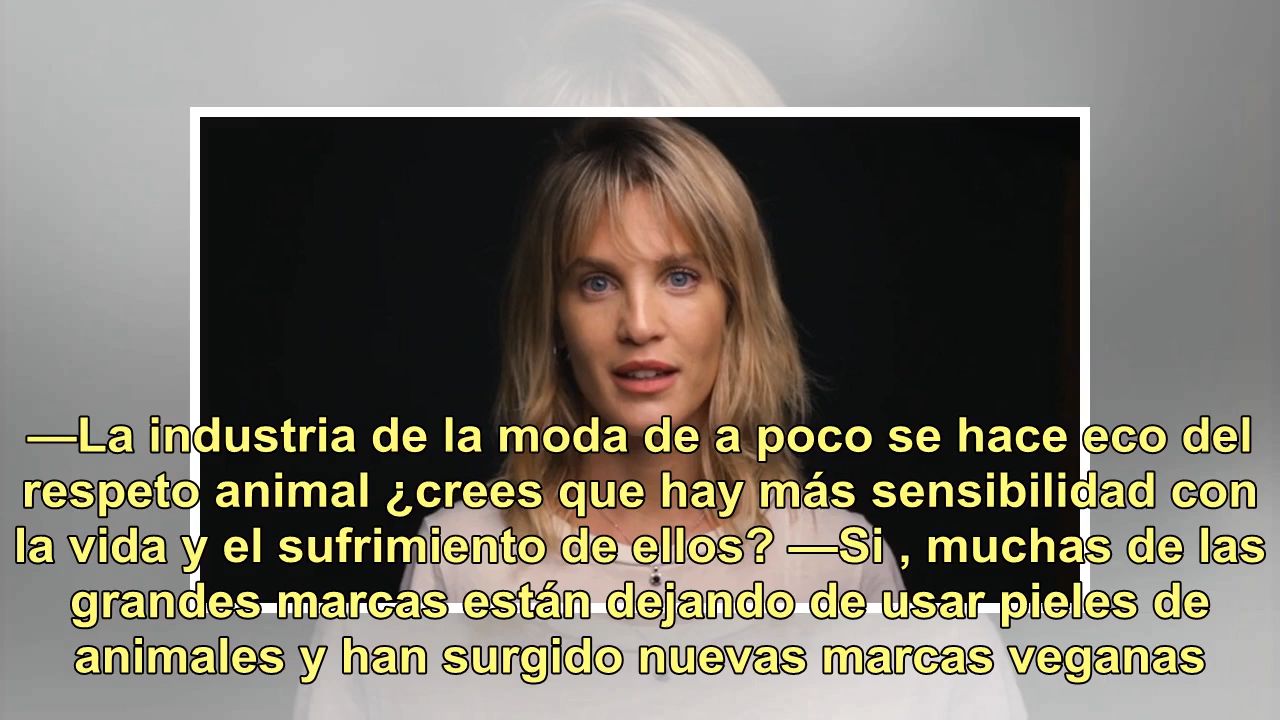 —La industria de la moda de a poco se hace eco del
respeto animal ¿crees que hay más sensibilidad con
la vida y el sufrimiento de ellos? —Si , muchas de las
grandes marcas están dejando de usar pieles de
animales y han surgido nuevas marcas veganas